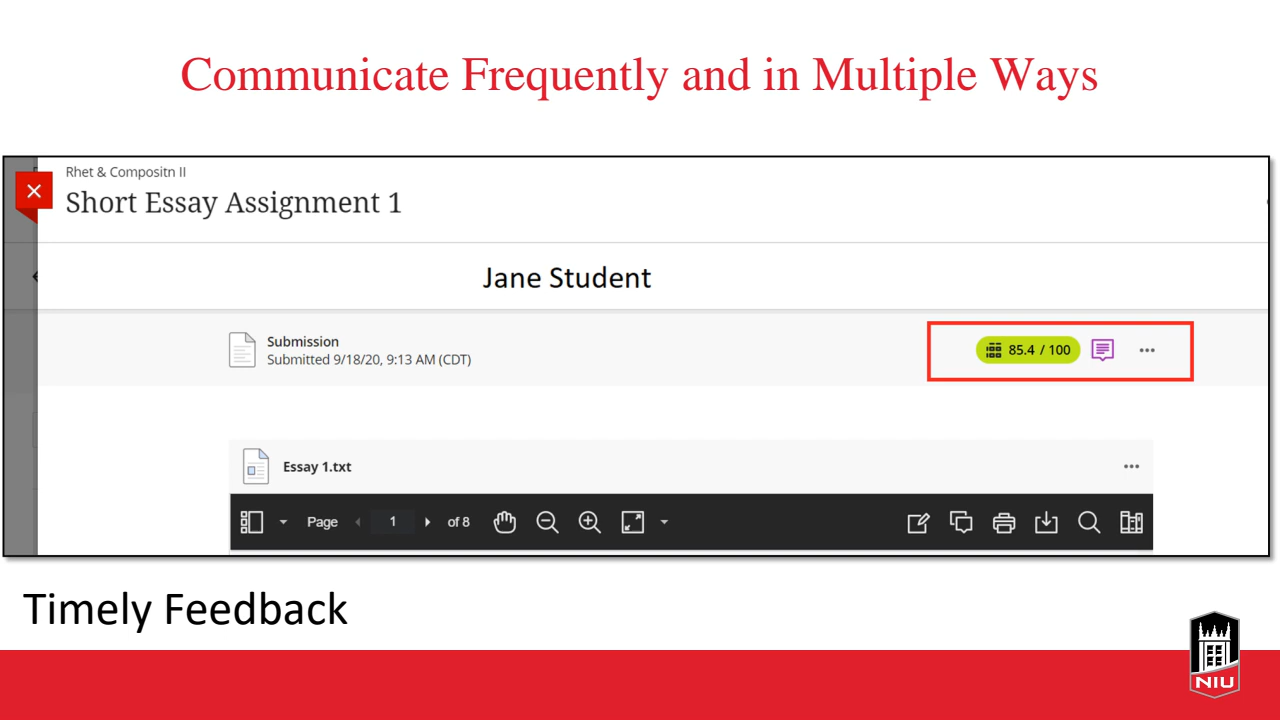 Communicate Frequently and in Multiple Ways
Rhet & Compositn II
Short Essay Assignment 1
Jane Student
Submission
Submitted 9/18/20, 9:13 AM (CDT)
85.4 / 100
Essay 1.txt
Page 1 of 8
Timely Feedback
NIU